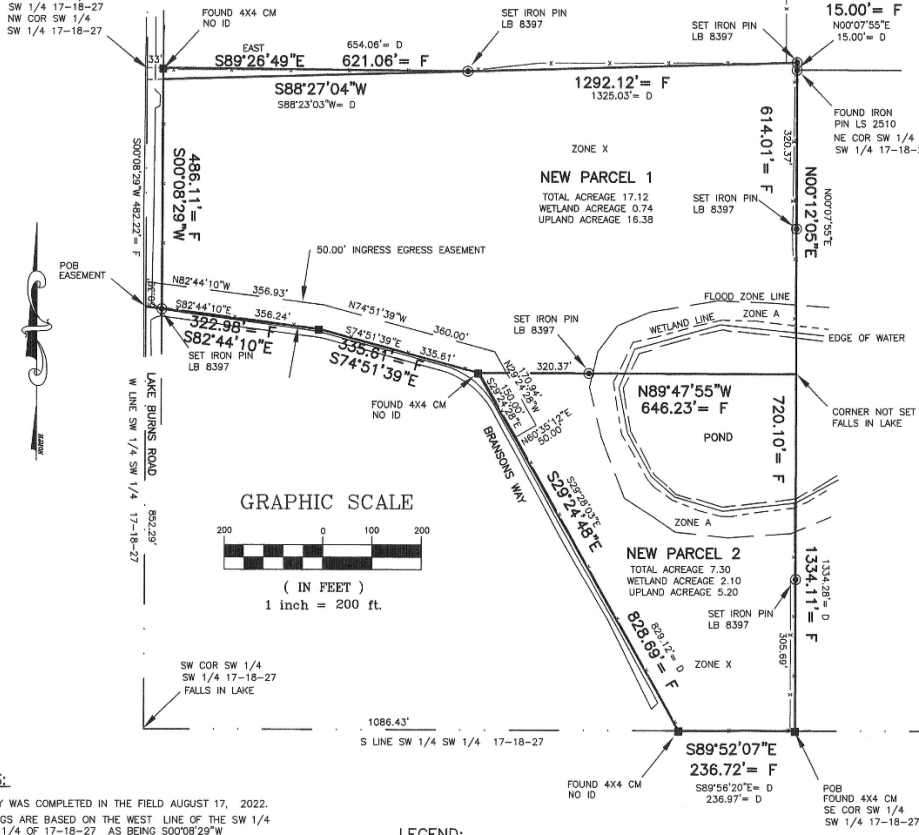 SW 1/4 17-18-27
NW COR SW 1/4
SW 1/4 17-18-27
FOUND 4X4 CM
NO ID
33'
EAST
S89°26'49"E
654.06'= D
621.06'= F
S88°27'04"W
S88°23'03"W= D
SET IRON PIN
LB 8397
1292.12'= F
1325.03'= D
SET IRON PIN
LB 8397
15.00'= F
N00°07'55"E
15.00'= D
FOUND IRON
PIN LS 2510
NE COR SW 1/4
SW 1/4 17-18-2
S00°08'29"W 482.22'= F
486.11'= F
S00°08'29"W
614.01'= F
320.37'
N00°12'05"E
N00°07'55"E
ZONE X
NEW PARCEL 1
TOTAL ACREAGE 17.12
WETLAND ACREAGE 0.74
UPLAND ACREAGE 16.38
SET IRON PIN
LB 8397
50.00' INGRESS EGRESS EASEMENT
POB
EASEMENT
N82°44'10"W
356.93'
N74°51'39"W
360.00'
S82°44'10"E
356.24'
322.98'= F
S82°44'10"E
S74°51'39"E
335.61'
335.61'= F
S74°51'39"E
SET IRON PIN
LB 8397
FOUND 4X4 CM
NO ID
SET IRON PIN
LB 8397
320.37'
170.94'
N29°24'28"W
150.00'
S29°24'28"E
N60°35'12"E
50.00'
FLOOD ZONE LINE
ZONE A
WETLAND LINE
EDGE OF WATER
N89°47'55"W
646.23'= F
POND
720.10'= F
CORNER NOT SET
FALLS IN LAKE
ZONE A
LAKE BURNS ROAD
W LINE SW 1/4 SW 1/4 17-18-27
852.29'
BRANSONS WAY
S29°28'03"E
S29°24'48"E
GRAPHIC SCALE
200 0 100 200
( IN FEET )
1 inch = 200 ft.
NEW PARCEL 2
TOTAL ACREAGE 7.30
WETLAND ACREAGE 2.10
UPLAND ACREAGE 5.20
SET IRON PIN
LB 8397
1334.28'= D
1334.11'= F
305.69'
829.12'= D
828.69'= F
ZONE X
SW COR SW 1/4
SW 1/4 17-18-27
FALLS IN LAKE
1086.43'
S LINE SW 1/4 SW 1/4 17-18-27
S89°52'07"E
236.72'= F
S89°56'20"E= D
236.97'= D
FOUND 4X4 CM
NO ID
POB
FOUND 4X4 CM
SE COR SW 1/4
SW 1/4 17-18-27
S:
Y WAS COMPLETED IN THE FIELD AUGUST 17, 2022.
GS ARE BASED ON THE WEST LINE OF THE SW 1/4
1/4 OF 17-18-27 AS BEING S00°08'29"W
LEGEND: